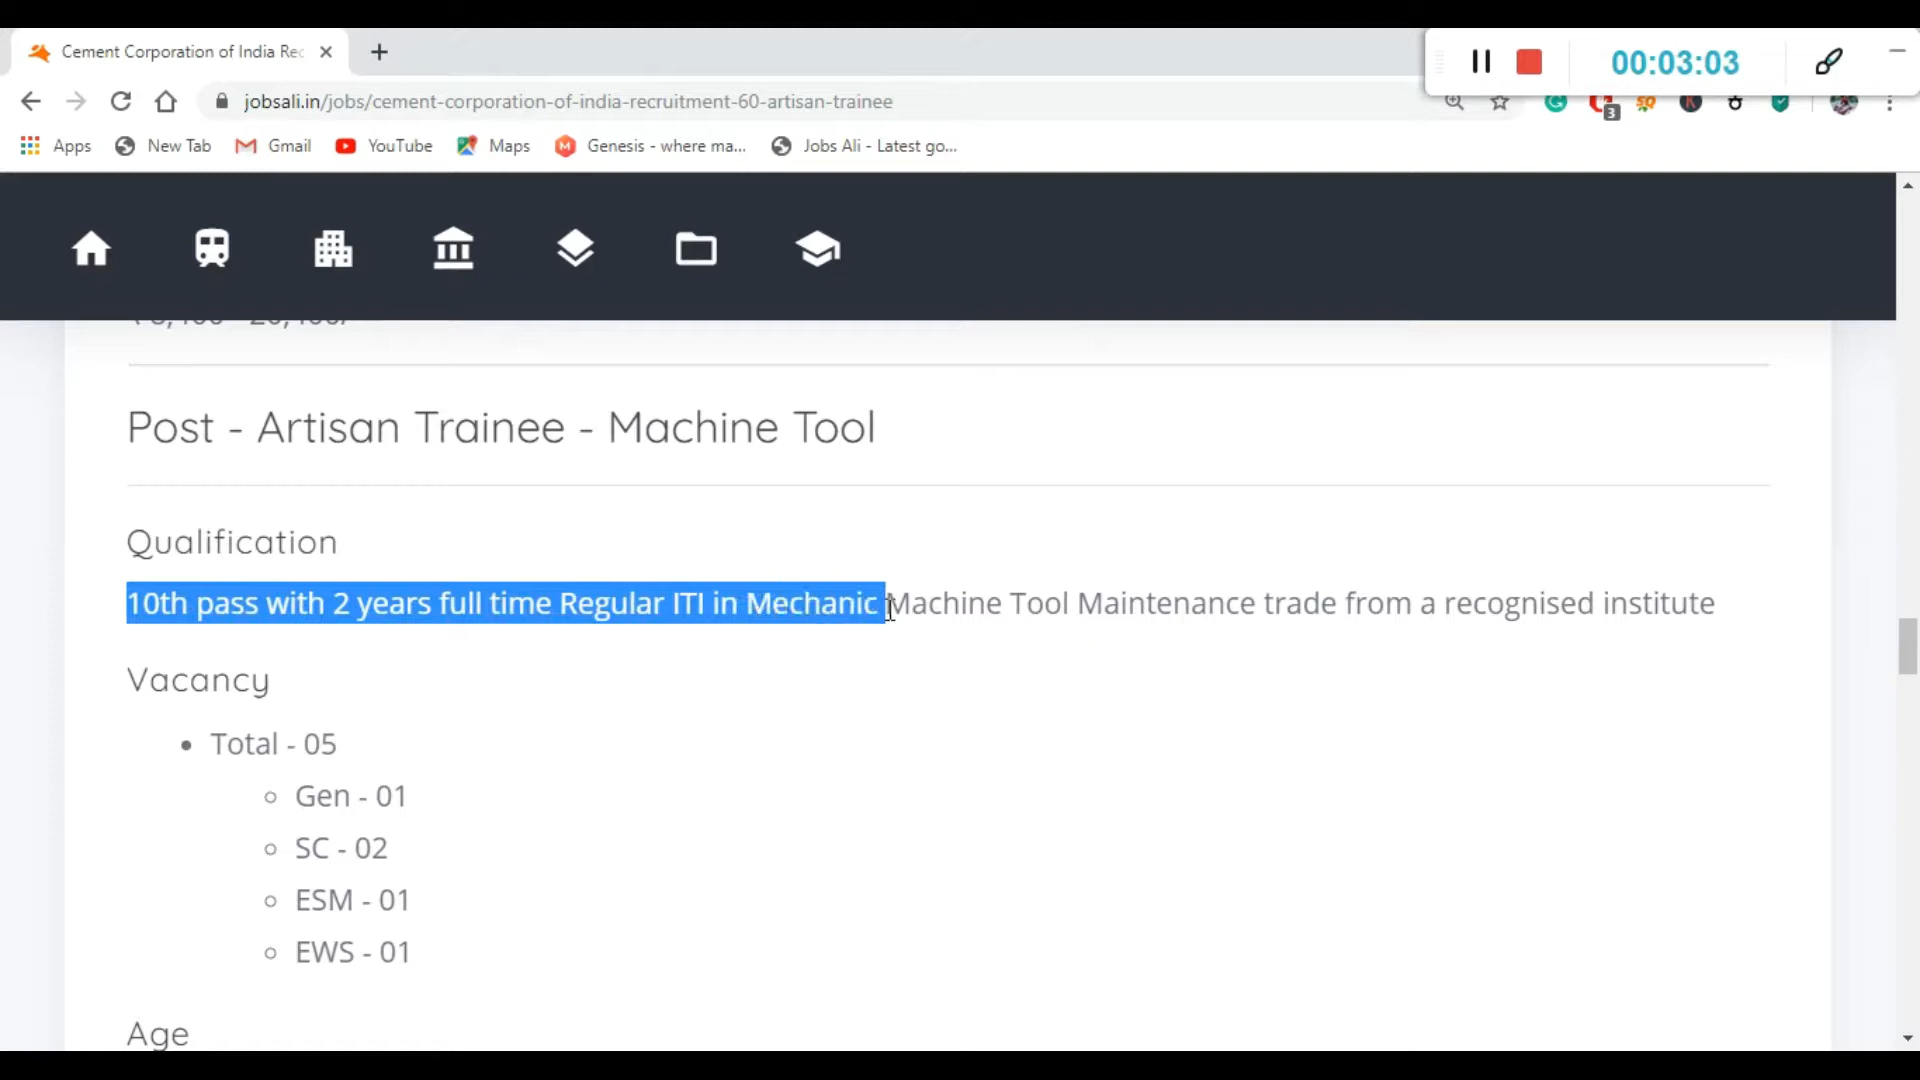 Cement Corporation of India Rec
00:03:03
jobsali.in/jobs/cement-corporation-of-india-recruitment-60-artisan-trainee
3
Apps New Tab Gmail YouTube Maps Genesis - where ma... Jobs Ali - Latest go...
Post - Artisan Trainee - Machine Tool
Qualification
10th pass with 2 years full time Regular ITI in Mechanic Machine Tool Maintenance trade from a recognised institute
Vacancy
Total - 05
Gen - 01
SC - 02
ESM - 01
EWS - 01
Age